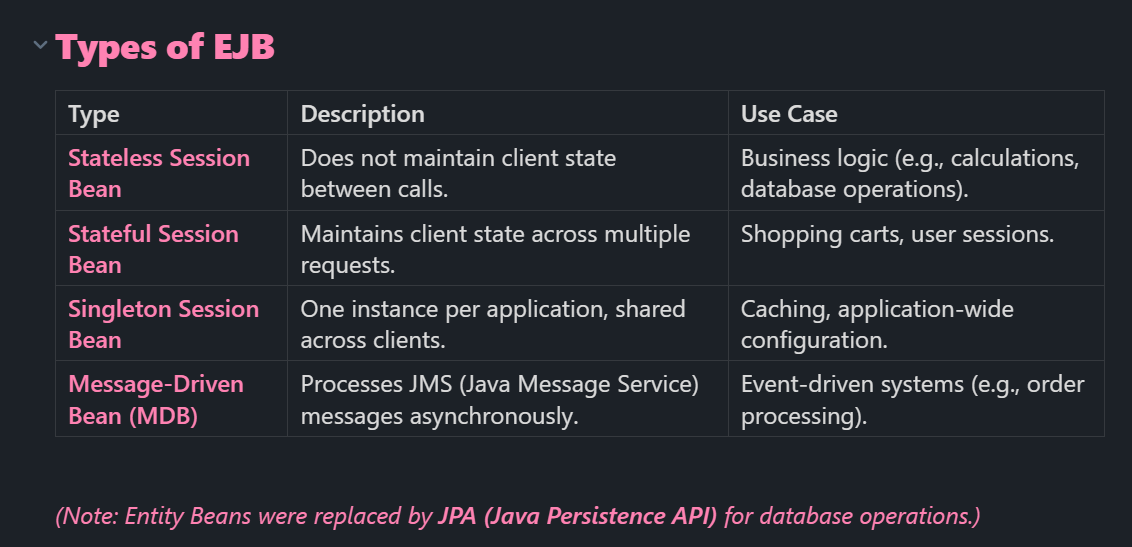 Types of EJB
Type Description Use Case
Stateless Session Does not maintain client state Business logic (e.g., calculations,
Bean between calls. database operations).
Stateful Session Maintains client state across multiple Shopping carts, user sessions.
Bean requests.
Singleton Session One instance per application, shared Caching, application-wide
Bean across clients. configuration.
Message-Driven Processes JMS (Java Message Service) Event-driven systems (e.g., order
Bean (MDB) messages asynchronously. processing).
(Note: Entity Beans were replaced by JPA (Java Persistence API) for database operations.)